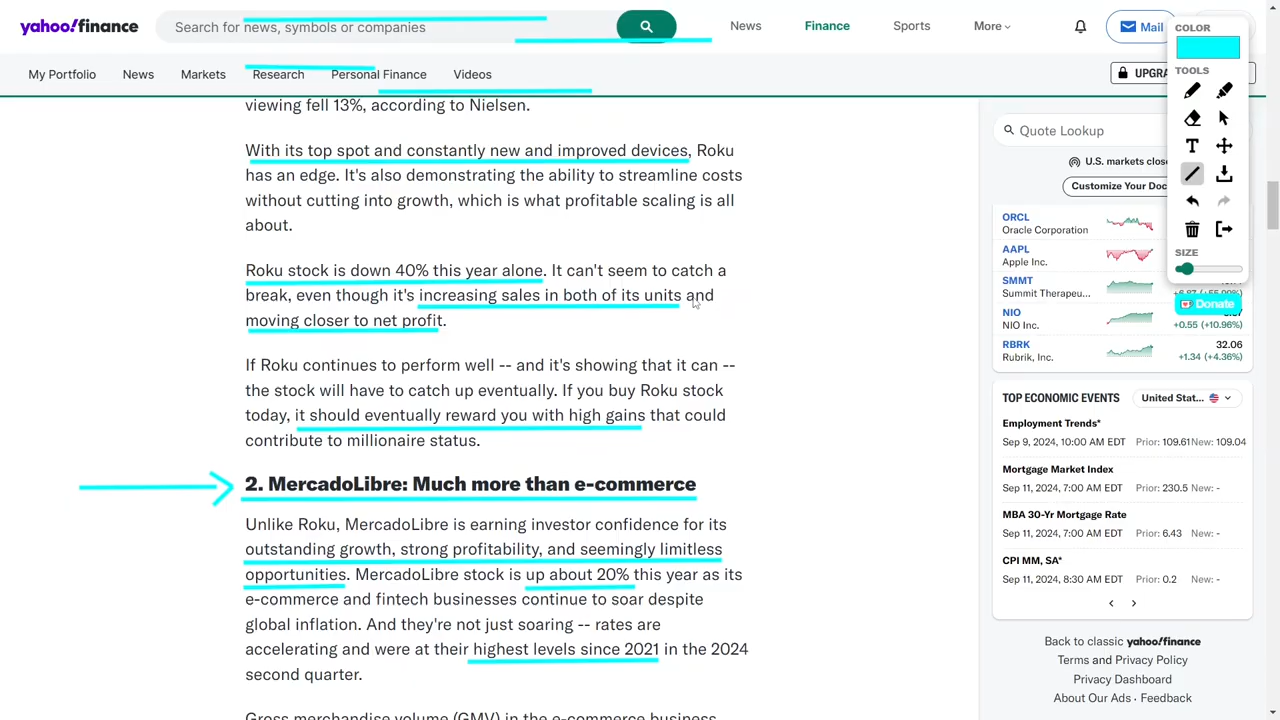 yahoo!finance
Search for news, symbols or companies
News
Finance
Sports
More
Mail
My Portfolio
News
Markets
Research
Personal Finance
Videos
COLOR
TOOLS
SIZE
Donate
viewing fell 13%, according to Nielsen.
With its top spot and constantly new and improved devices, Roku
has an edge. It's also demonstrating the ability to streamline costs
without cutting into growth, which is what profitable scaling is all
about.
Roku stock is down 40% this year alone. It can't seem to catch a
break, even though it's increasing sales in both of its units and
moving closer to net profit.
If Roku continues to perform well -- and it's showing that it can --
the stock will have to catch up eventually. If you buy Roku stock
today, it should eventually reward you with high gains that could
contribute to millionaire status.
2. MercadoLibre: Much more than e-commerce
Unlike Roku, MercadoLibre is earning investor confidence for its
outstanding growth, strong profitability, and seemingly limitless
opportunities. MercadoLibre stock is up about 20% this year as its
e-commerce and fintech businesses continue to soar despite
global inflation. And they're not just soaring -- rates are
accelerating and were at their highest levels since 2021 in the 2024
second quarter.
Gross merchandise volume (GMV) in the e-commerce business
Quote Lookup
U.S. markets close
Customize Your Doc
ORCL
Oracle Corporation
AAPL
Apple Inc.
SMMT
Summit Therapeu...
NIO
NIO Inc.
+0.55 (+10.96%)
RBRK
32.06
Rubrik, Inc.
+1.34 (+4.36%)
TOP ECONOMIC EVENTS
United Stat...
Employment Trends*
Sep 9, 2024, 10:00 AM EDT Prior: 109.61 New: 109.04
Mortgage Market Index
Sep 11, 2024, 7:00 AM EDT Prior: 230.5 New: -
MBA 30-Yr Mortgage Rate
Sep 11, 2024, 7:00 AM EDT Prior: 6.43 New: -
CPI MM, SA*
Sep 11, 2024, 8:30 AM EDT Prior: 0.2 New: -
Back to classic yahoo!finance
Terms and Privacy Policy
Privacy Dashboard
About Our Ads · Feedback